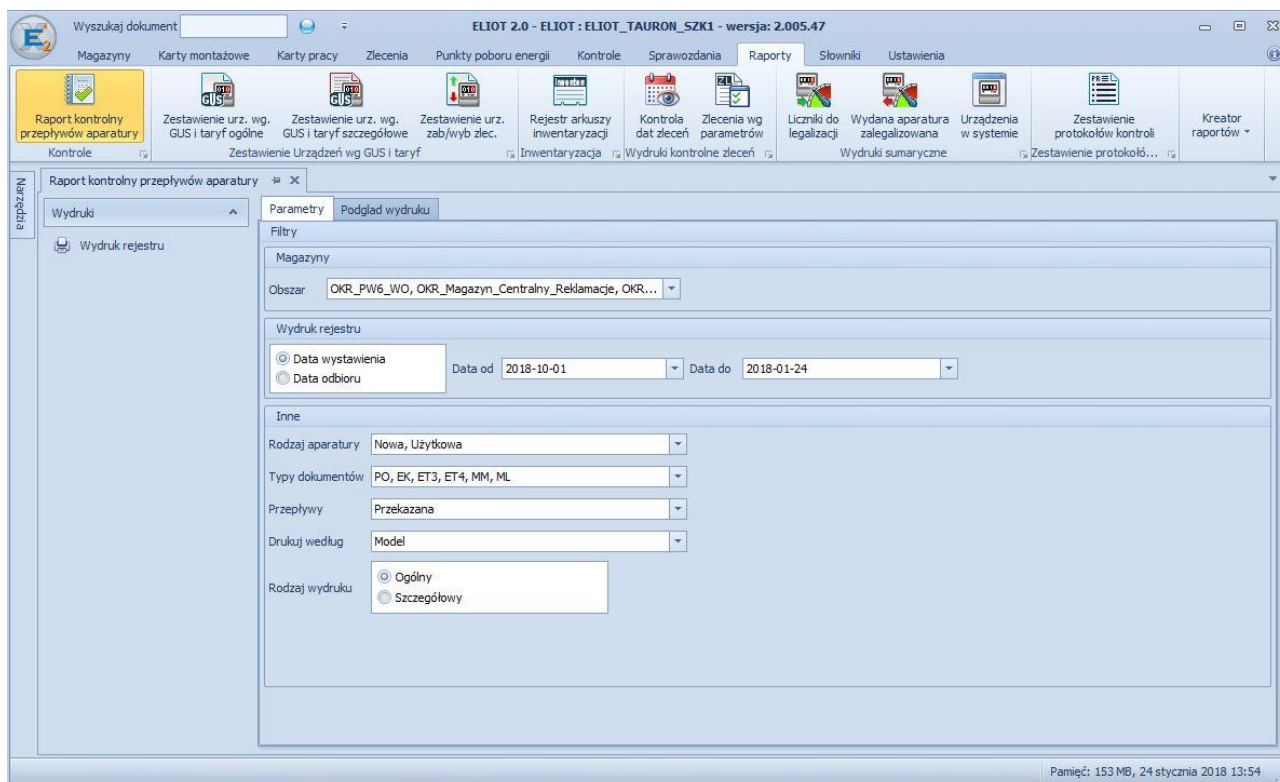 Wyszukaj dokument
ELIOT 2.0 - ELIOT : ELIOT_TAURON_SZK1 - wersja: 2.005.47
Magazyny Karty montażowe Karty pracy Zlecenia Punkty poboru energii Kontrole Sprawozdania Raporty Słowniki Ustawienia
Raport kontrolny przepływów aparatury
Zestawienie urz. wg. GUS i taryf ogólne
Zestawienie urz. wg. GUS i taryf szczegółowe
Zestawienie urz. zab/wyb zlec.
Rejestr arkuszy inwentaryzacji
Kontrola dat zleceń
Zlecenia wg parametrów
Liczniki do legalizacji
Wydana aparatura zalegalizowana
Urządzenia w systemie
Zestawienie protokołów kontroli
Kreator raportów
Kontrole Zestawienie Urządzeń wg GUS i taryf Inwentaryzacja Wydruki kontrolne zleceń Wydruki sumaryczne Zestawienie protokołó...
Narzędzia
Raport kontrolny przepływów aparatury
Wydruki
Wydruk rejestru
Parametry Podgląd wydruku
Filtry
Magazyny
Obszar OKR_PW6_WO, OKR_Magazyn_Centralny_Reklamacje, OKR...
Wydruk rejestru
Data wystawienia
Data odbioru
Data od 2018-10-01 Data do 2018-01-24
Inne
Rodzaj aparatury Nowa, Użytkowa
Typy dokumentów PO, EK, ET3, ET4, MM, ML
Przepływy Przekazana
Drukuj według Model
Rodzaj wydruku
Ogólny
Szczegółowy
Pamięć: 153 MB, 24 stycznia 2018 13:54